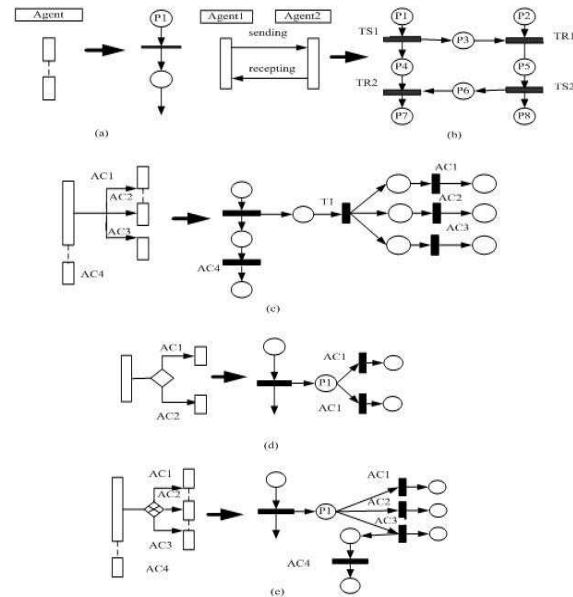 Agent
P1
(a)
Agent1 Agent2
sending
recepting
P1 P2
TS1 P3 TR1
P4 P5
TR2 P6 TS2
P7 P8
(b)
AC1
AC2
AC3
AC4
T1
AC1
AC2
AC3
AC4
(c)
AC1
AC2
P1
AC1
AC1
(d)
AC1
AC2
AC3
AC4
P1
AC1
AC2
AC3
AC4
(e)